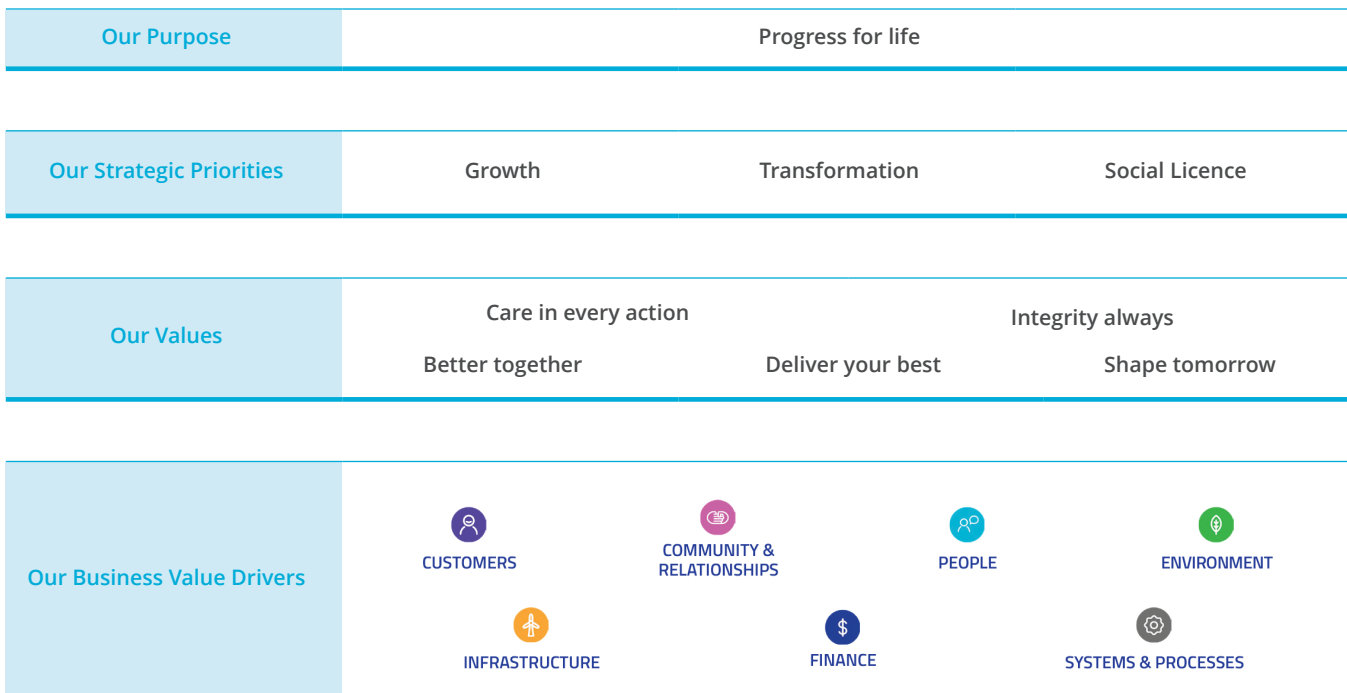 Our Purpose
Progress for life
Our Strategic Priorities
Growth
Transformation
Social Licence
Our Values
Care in every action
Integrity always
Better together
Deliver your best
Shape tomorrow
Our Business Value Drivers
CUSTOMERS
COMMUNITY &
RELATIONSHIPS
PEOPLE
ENVIRONMENT
INFRASTRUCTURE
$
FINANCE
SYSTEMS & PROCESSES